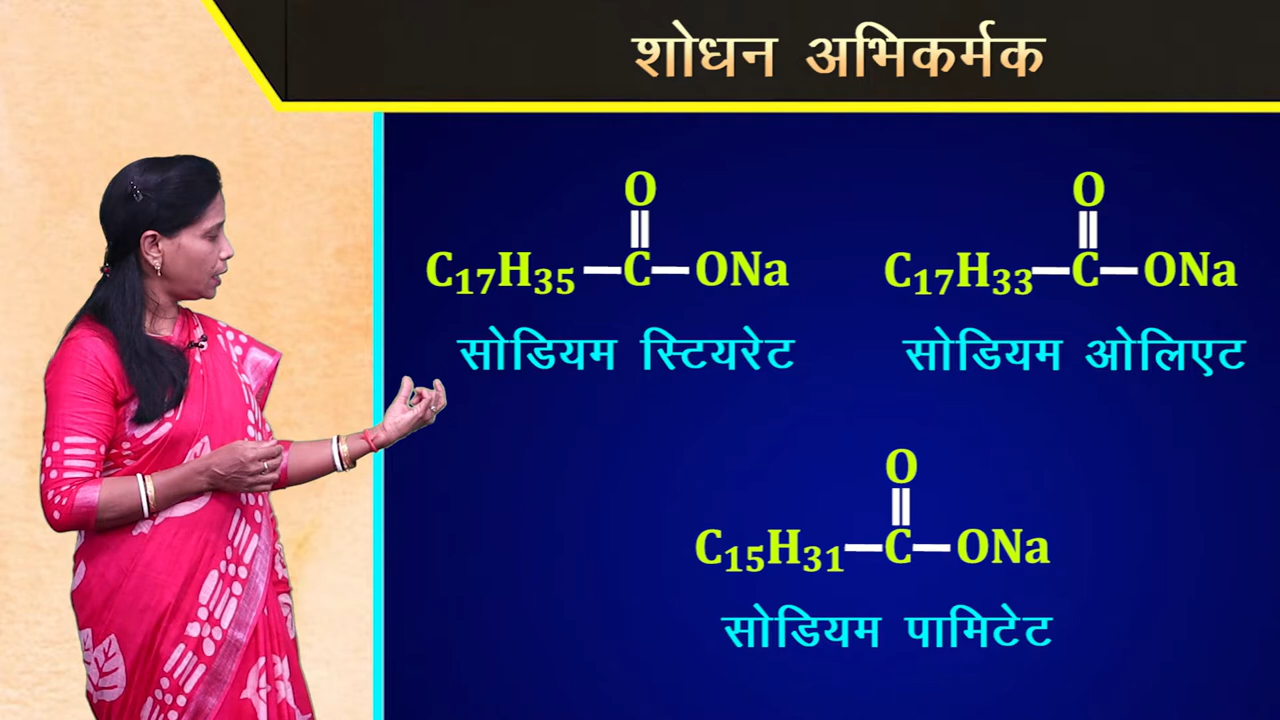 शोधन अभिकर्मक
O
C₁₇H₃₅—C—ONa
सोडियम स्टियरेट
O
C₁₇H₃₃—C—ONa
सोडियम ओलिएट
O
C₁₅H₃₁—C—ONa
सोडियम पामिटेट